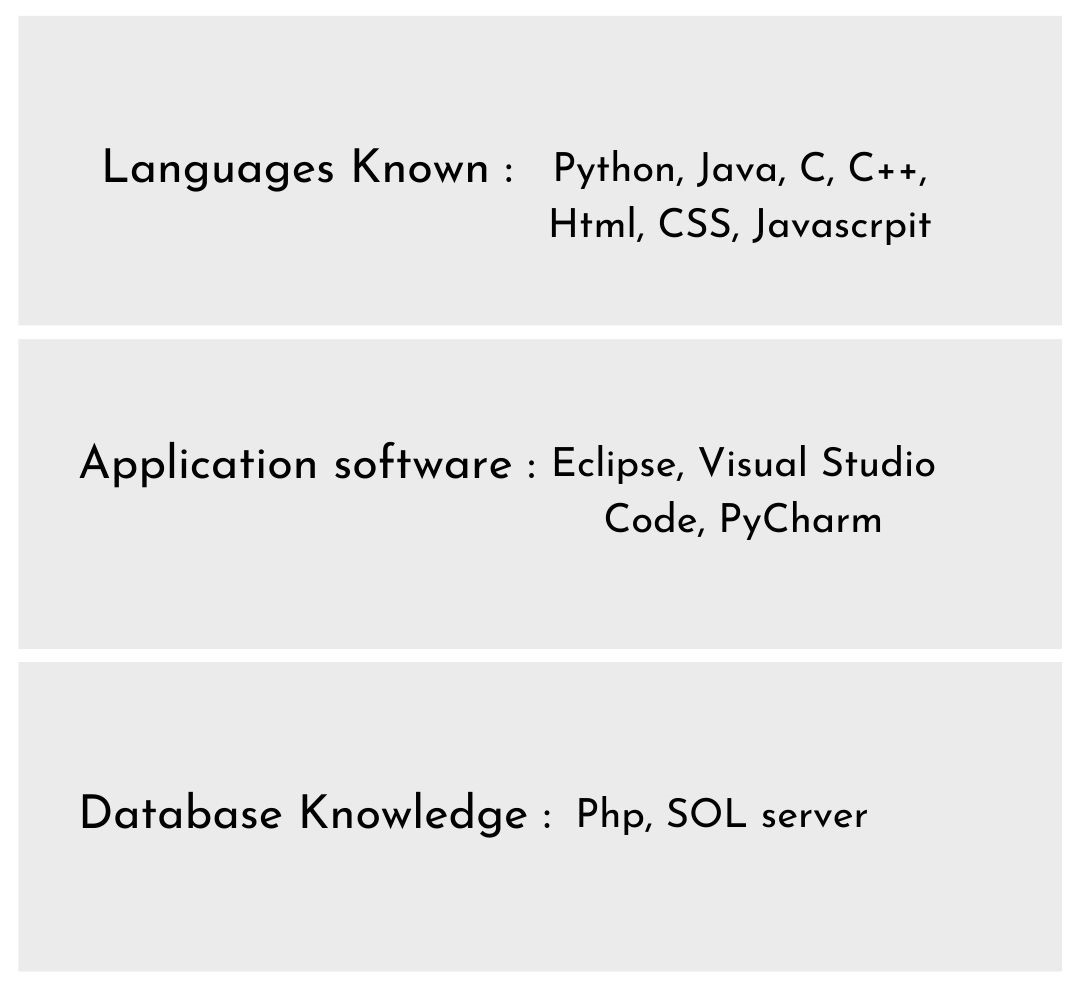 Languages Known : Python, Java, C, C++,
Html, CSS, Javascrpit
Application software : Eclipse, Visual Studio
Code, PyCharm
Database Knowledge : Php, SOL server